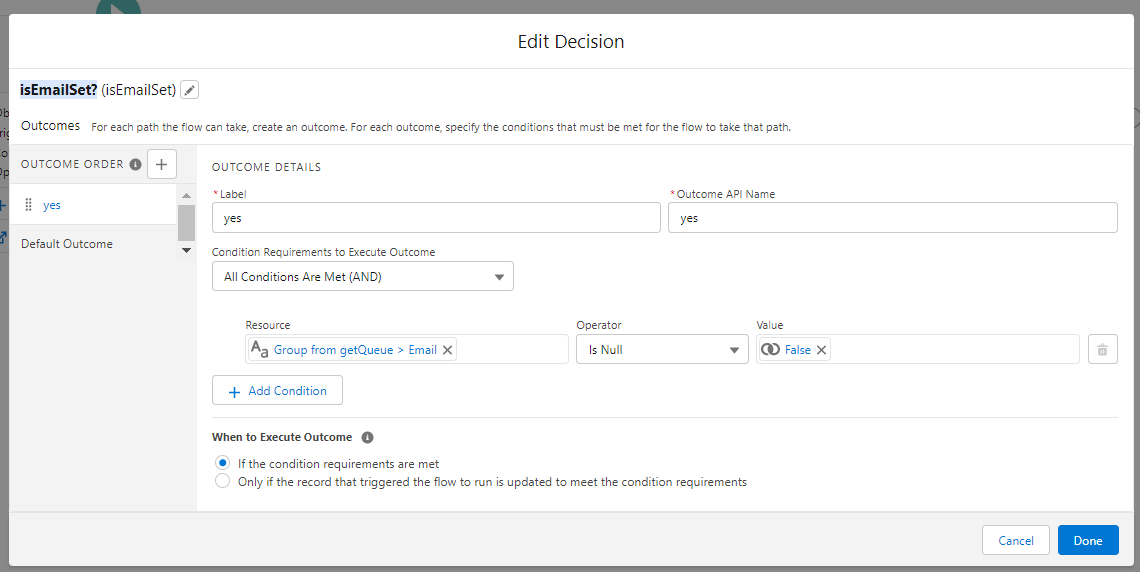 Edit Decision
isEmailSet? (isEmailSet)
Outcomes For each path the flow can take, create an outcome. For each outcome, specify the conditions that must be met for the flow to take that path.
OUTCOME ORDER
yes
Default Outcome
OUTCOME DETAILS
* Label
yes
* Outcome API Name
yes
Condition Requirements to Execute Outcome
All Conditions Are Met (AND)
Resource
Aa Group from getQueue > Email
Operator
Is Null
Value
False
+ Add Condition
When to Execute Outcome
If the condition requirements are met
Only if the record that triggered the flow to run is updated to meet the condition requirements
Cancel
Done